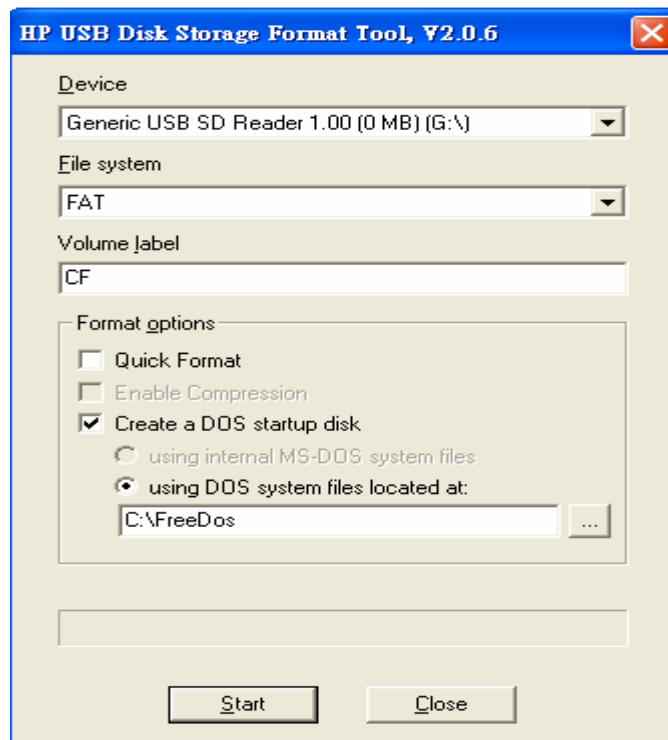 HP USB Disk Storage Format Tool, V2.0.6
Device
Generic USB SD Reader 1.00 (0 MB) (G:\)
File system
FAT
Volume label
CF
Format options
Quick Format
Enable Compression
Create a DOS startup disk
using internal MS-DOS system files
using DOS system files located at:
C:\FreeDos
...
Start
Close